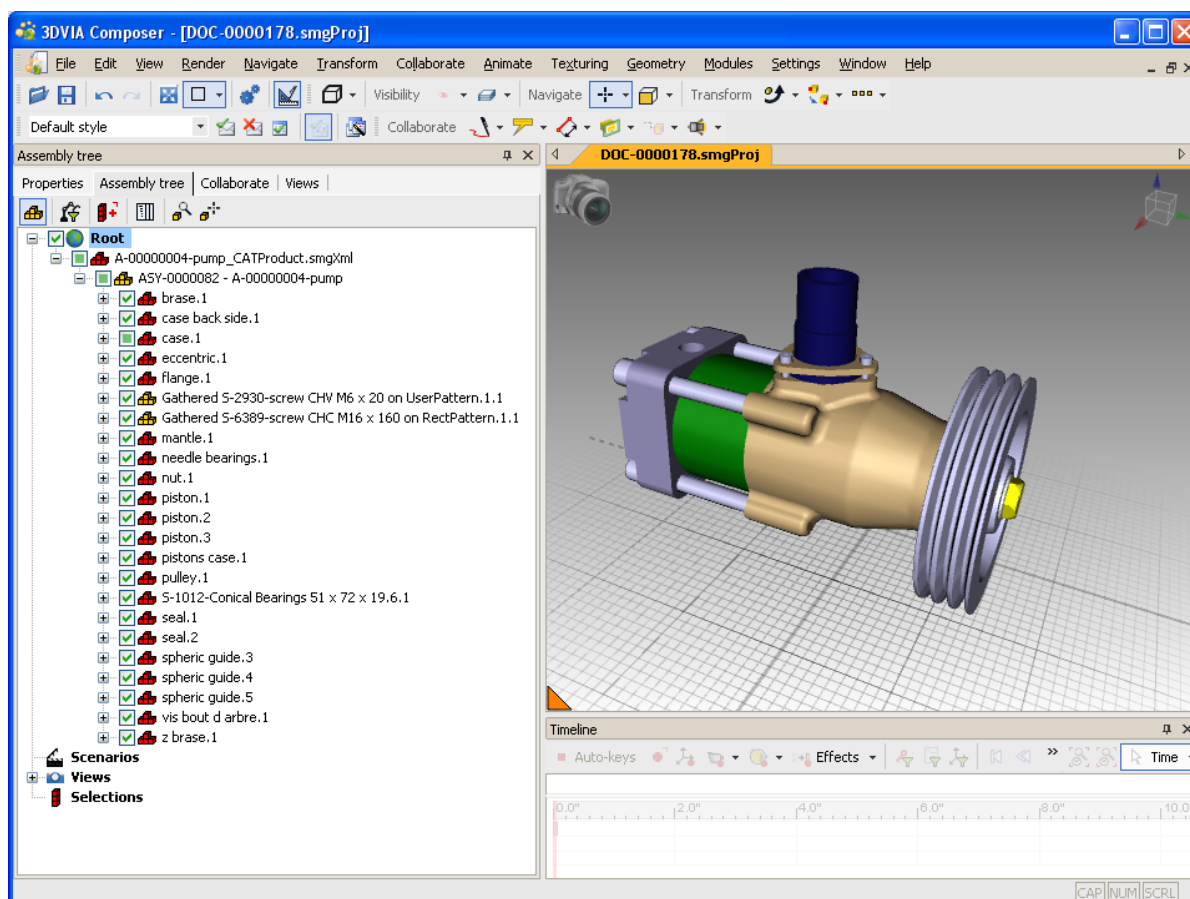 3DVIA Composer - [DOC-0000178.smgProj]
File Edit View Render Navigate Transform Collaborate Animate Texturing Geometry Modules Settings Window Help
Visibility Navigate Transform
Default style Collaborate
Assembly tree
DOC-0000178.smgProj
Properties Assembly tree Collaborate Views
Root
A-00000004-pump_CATProduct.smgXml
ASY-0000082 - A-00000004-pump
brase.1
case back side.1
case.1
eccentric.1
flange.1
Gathered S-2930-screw CHV M6 x 20 on UserPattern.1.1
Gathered S-6389-screw CHC M16 x 160 on RectPattern.1.1
mantle.1
needle bearings.1
nut.1
piston.1
piston.2
piston.3
pistons case.1
pulley.1
S-1012-Conical Bearings 51 x 72 x 19.6.1
seal.1
seal.2
spheric guide.3
spheric guide.4
spheric guide.5
vis bout d arbre.1
z brase.1
Scenarios
Views
Selections
Timeline
Auto-keys Effects Time
0.0" 2.0" 4.0" 6.0" 8.0" 10.0
CAP NUM SCRL